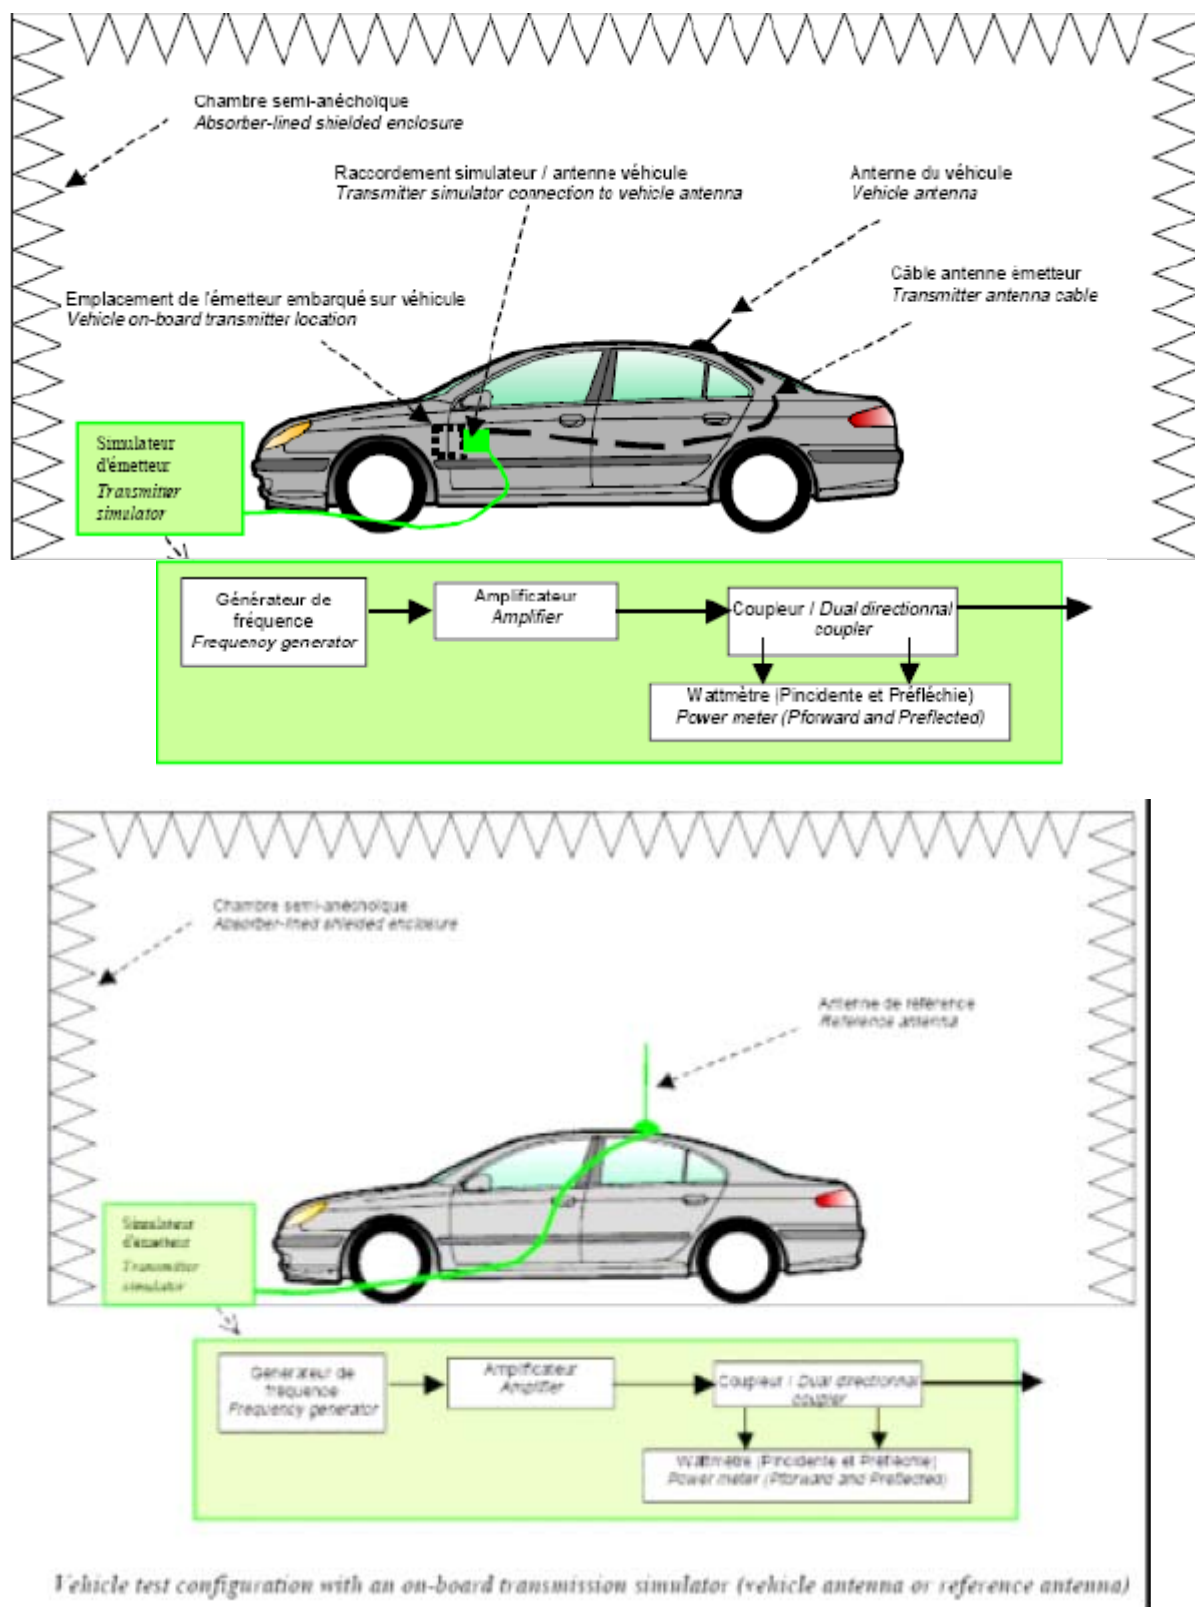 Chambre semi-anéchoïque
Absorber-lined shielded enclosure
Raccordement simulateur / antenne véhicule
Transmitter simulator connection to vehicle antenna
Antenne du véhicule
Vehicle antenna
Câble antenne émetteur
Transmitter antenna cable
Emplacement de l'émetteur embarqué sur véhicule
Vehicle on-board transmitter location
Simulateur
d'émetteur
Transmitter
simulator
Générateur de
fréquence
Frequency generator
Amplificateur
Amplifier
Coupleur / Dual directionnal
coupler
Wattmètre (Pincidente et Préfléchie)
Power meter (Pforward and Preflected)
Chambre semi-anéchoïque
Absorber-lined shielded enclosure
Antenne de référence
Reference antenna
Simulateur
d'émetteur
Transmitter
simulator
Générateur de
fréquence
Frequency generator
Amplificateur
Amplifier
Coupleur / Dual directionnal
coupler
Wattmètre (Pincidente et Préfléchie)
Power meter (Pforward and Preflected)
Vehicle test configuration with an on-board transmission simulator (vehicle antenna or reference antenna)